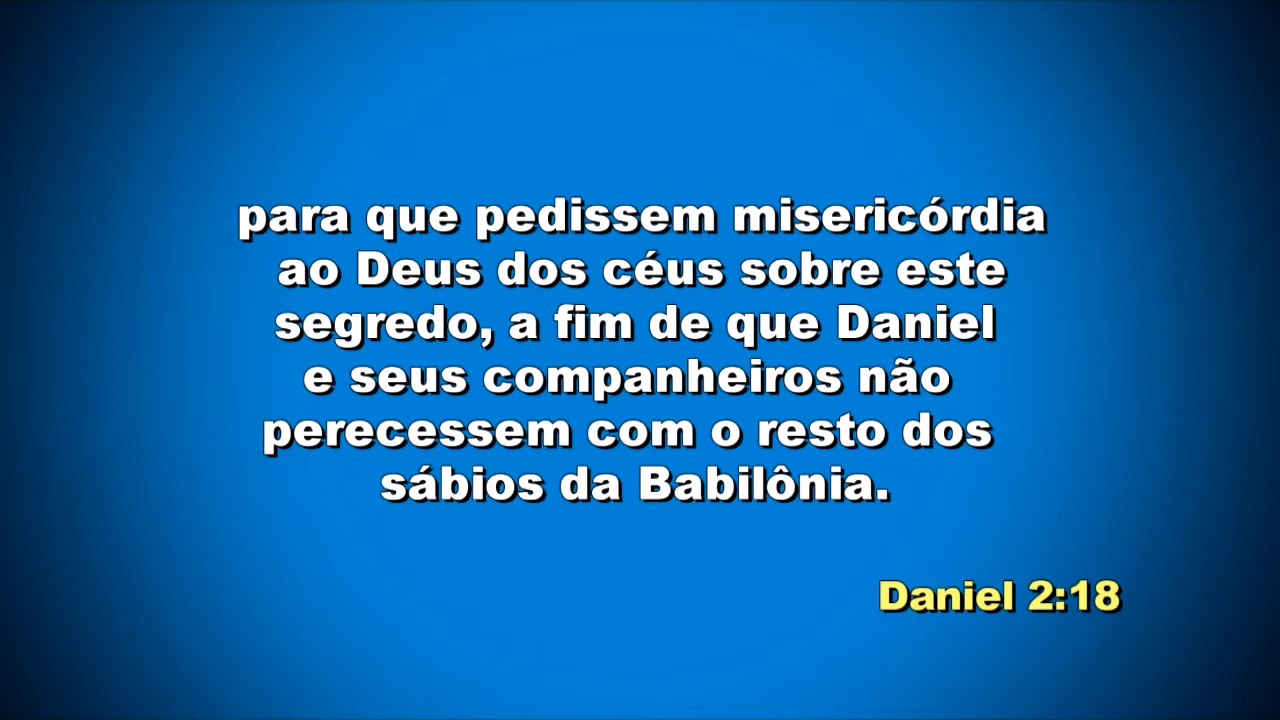 para que pedissem misericórdia
ao Deus dos céus sobre este
segredo, a fim de que Daniel
e seus companheiros não
perecessem com o resto dos
sábios da Babilônia.
Daniel 2:18